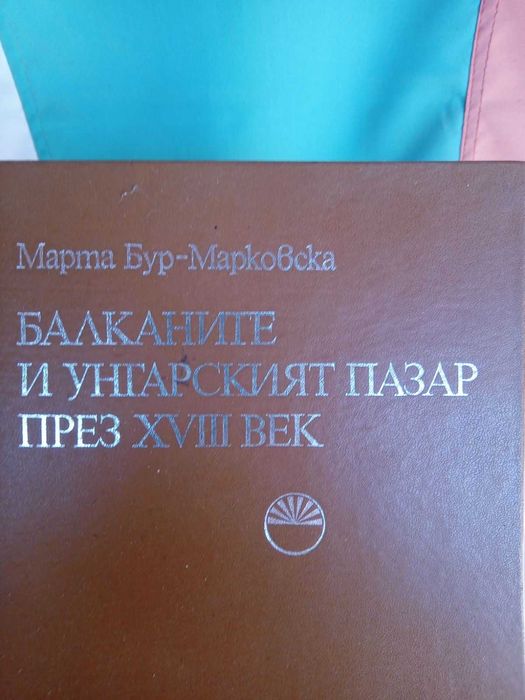 Марта Бур-Марковска
БАЛКАНИТЕ
И УНГАРСКИЯТ ПАЗАР
ПРЕЗ XVIII ВЕК